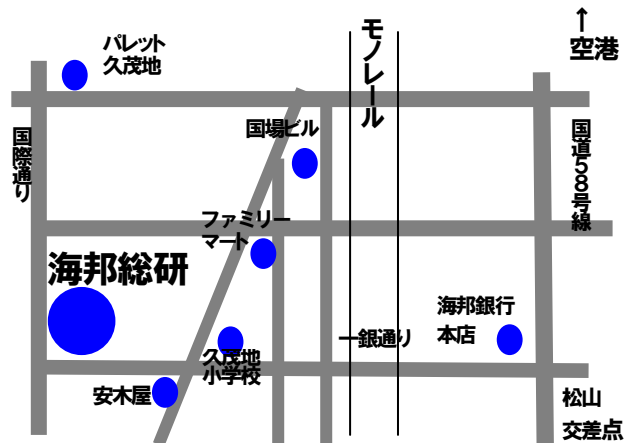 ↑
空港
パレット
久茂地
モノレール
国際通り
国場ビル
国道58号線
ファミリー
マート
海邦総研
海邦銀行
本店
一銀通り
久茂地
小学校
安木屋
松山
交差点